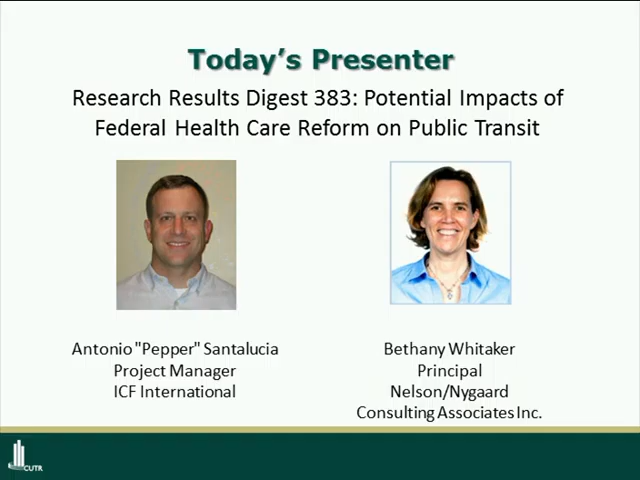 Today's Presenter
Research Results Digest 383: Potential Impacts of
Federal Health Care Reform on Public Transit
Antonio "Pepper" Santalucia
Project Manager
ICF International
Bethany Whitaker
Principal
Nelson/Nygaard
Consulting Associates Inc.
CUTR